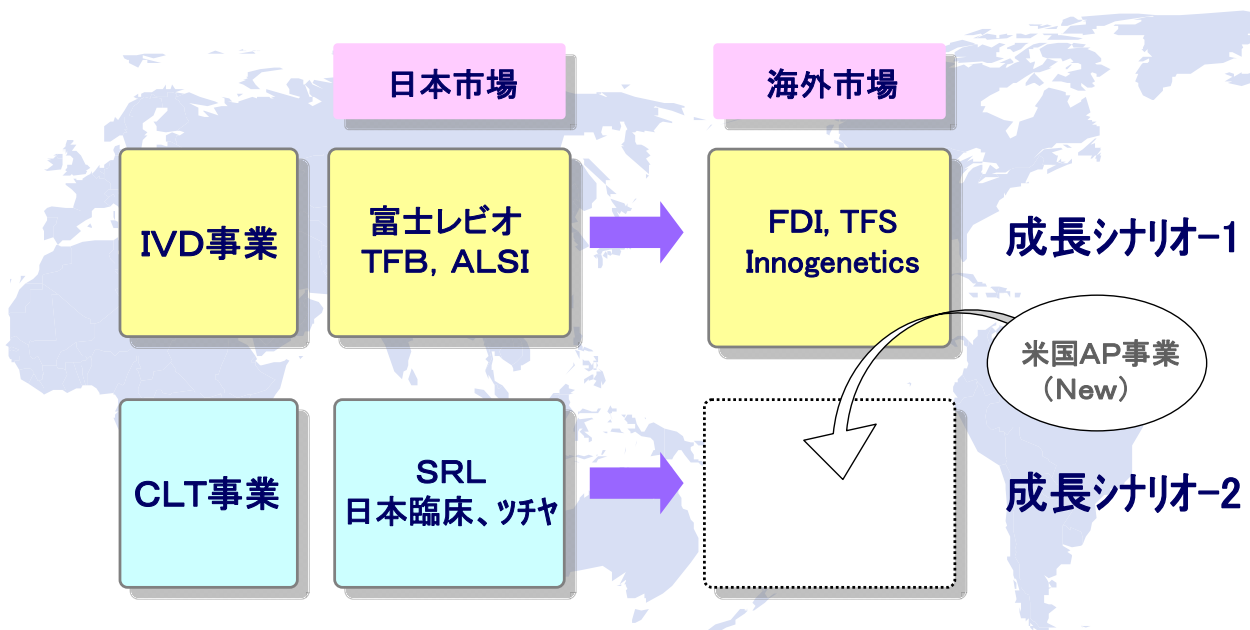 日本市場
海外市場
IVD事業
富士レビオ
TFB, ALSI
FDI, TFS
Innogenetics
成長シナリオ-1
米国AP事業
（New）
CLT事業
SRL
日本臨床、ツチヤ
成長シナリオ-2